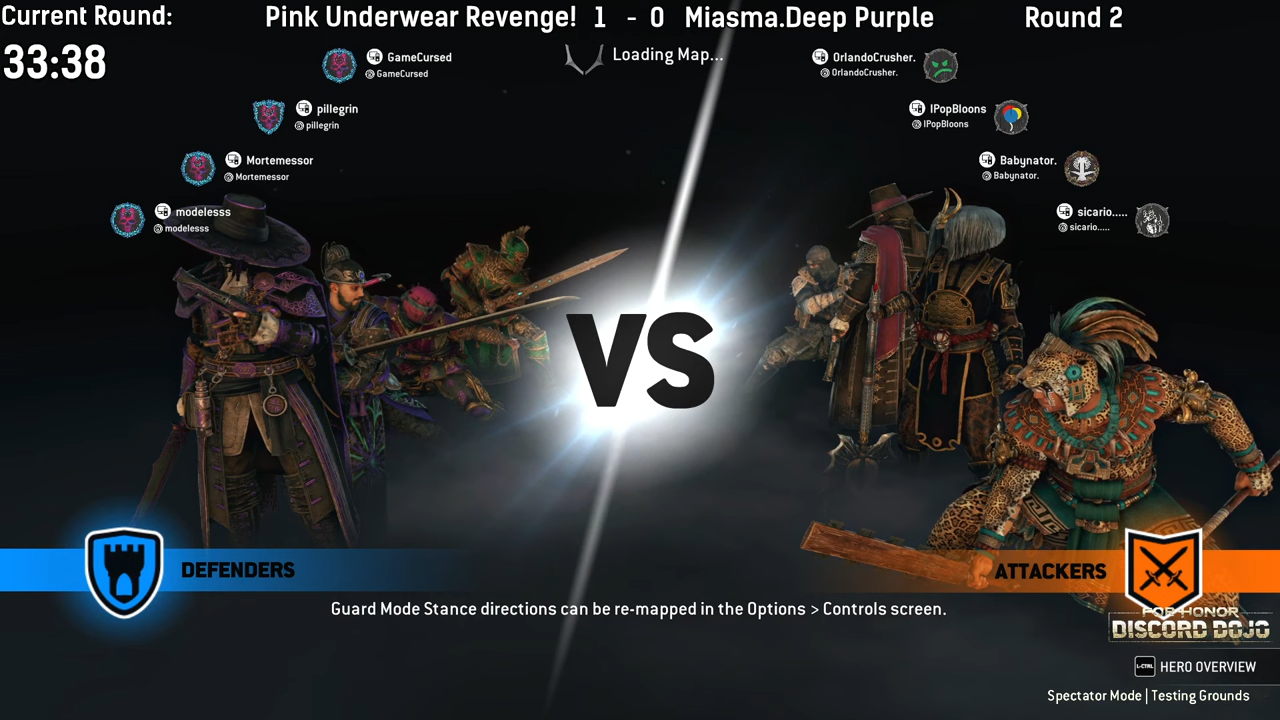 Current Round:
Pink Underwear Revenge! 1 - 0 Miasma.Deep Purple
Round 2
33:38
Loading Map...
GameCursed
GameCursed
OrlandoCrusher.
OrlandoCrusher.
pillegrin
pillegrin
IPopBloons
IPopBloons
Mortemessor
Mortemessor
Babynator.
Babynator.
modelesss
modelesss
sicario.....
sicario.....
VS
DEFENDERS
ATTACKERS
Guard Mode Stance directions can be re-mapped in the Options > Controls screen.
FOR HONOR
DISCORD DOJO
L-CTRL HERO OVERVIEW
Spectator Mode | Testing Grounds